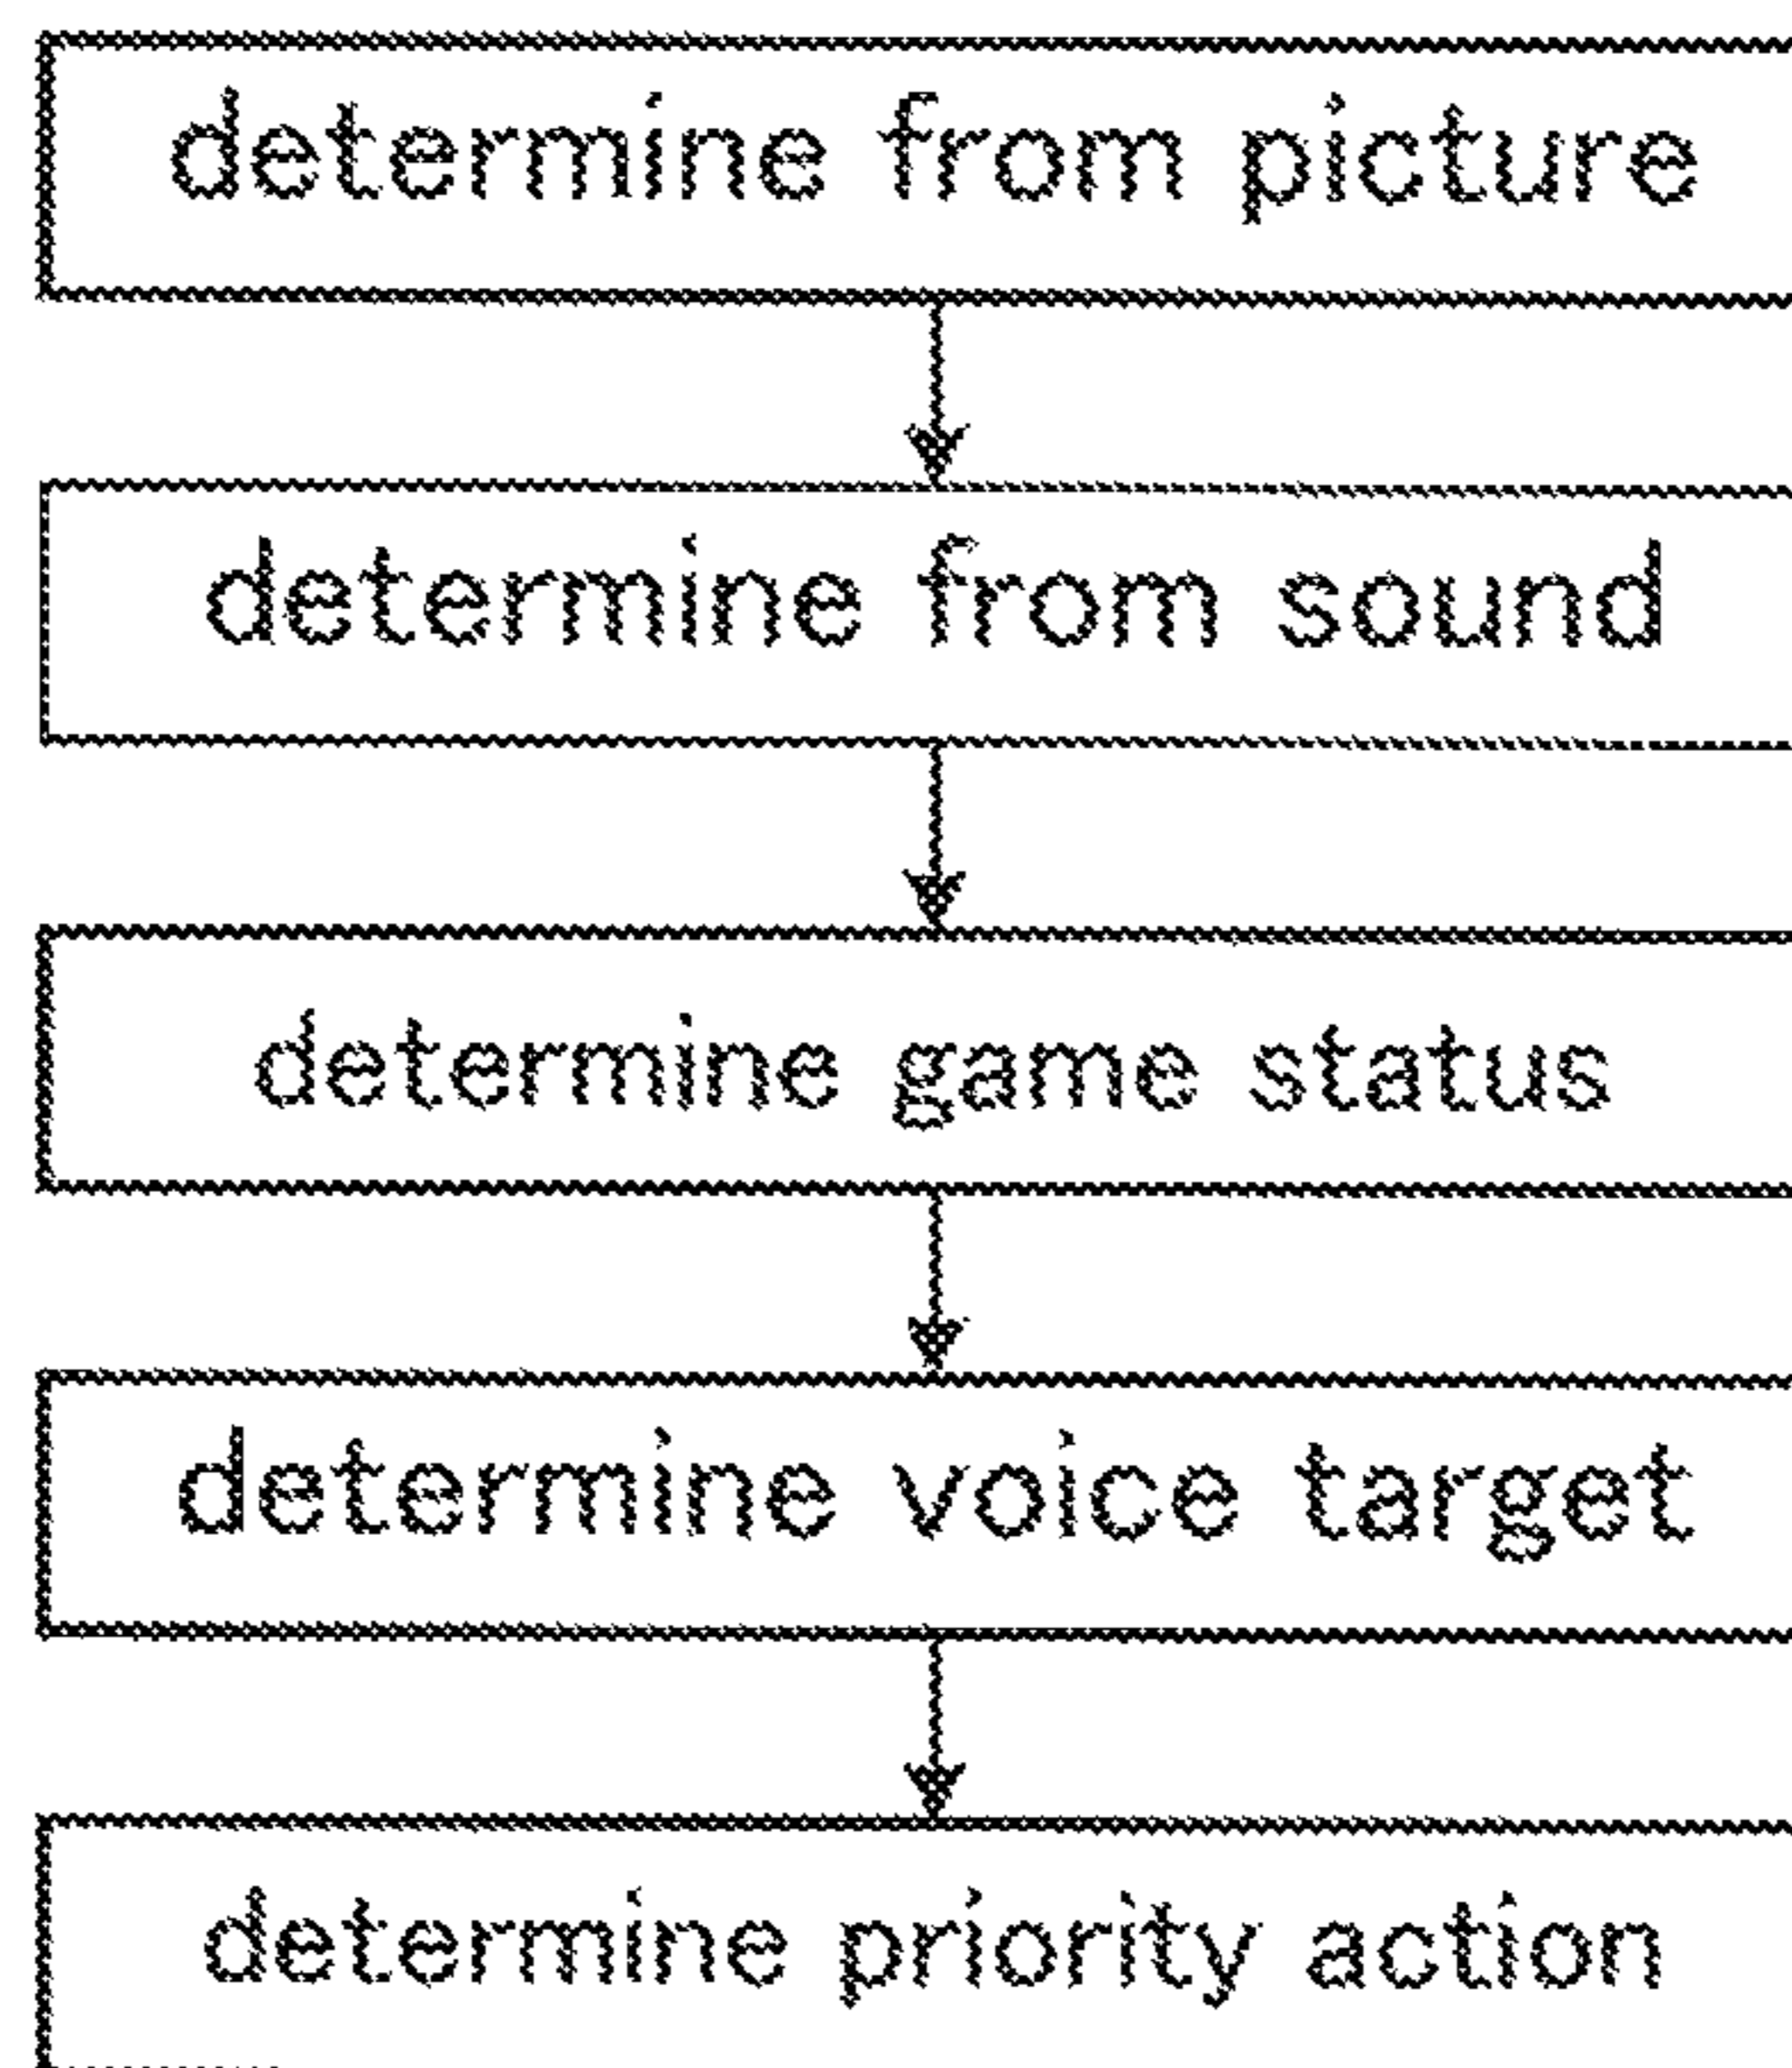 determine from picture
determine from sound
determine game status
determine voice target
determine priority action